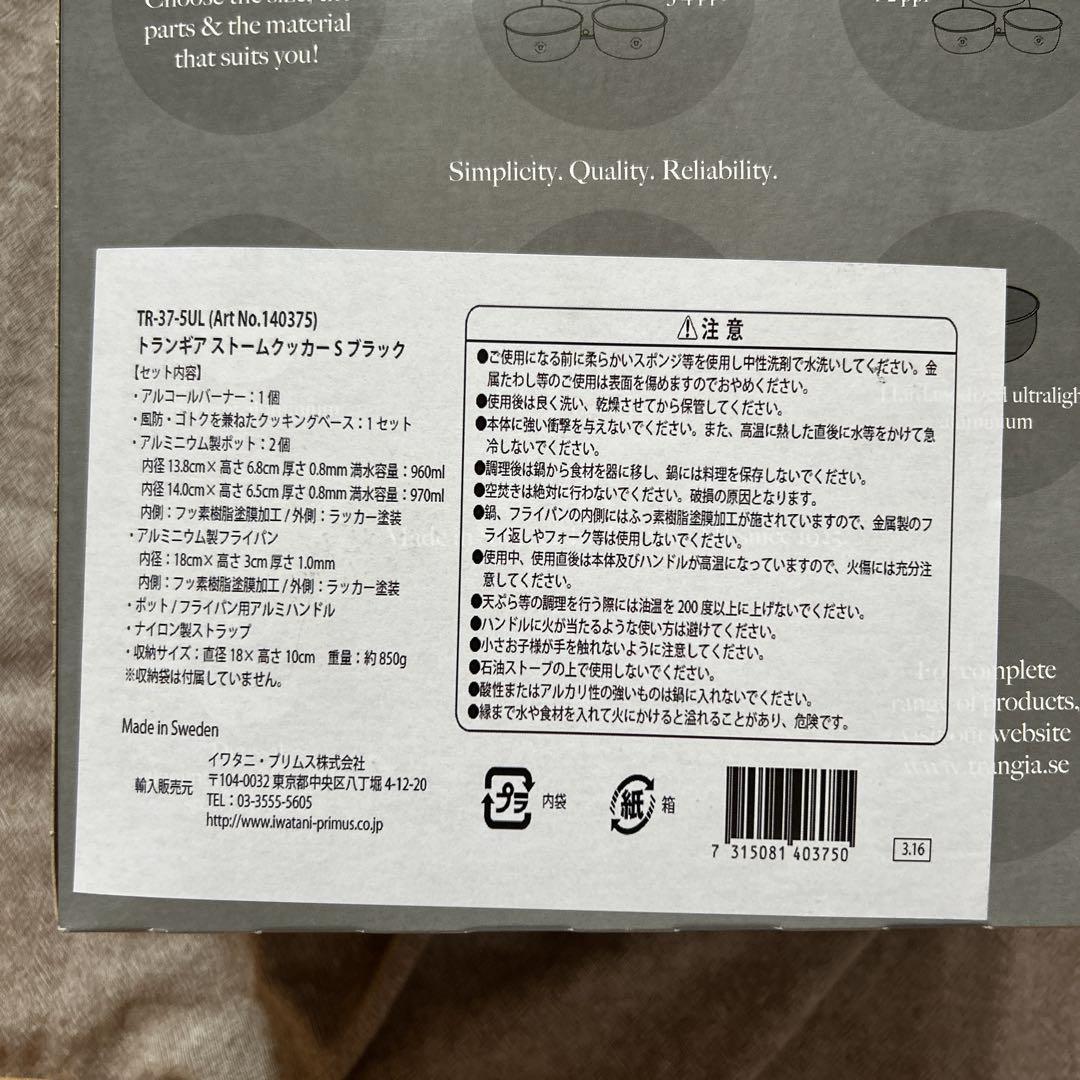 parts & the material
that suits you!
Simplicity. Quality. Reliability.
TR-37-5UL (Art No.140375)
トランギア ストームクッカー S ブラック
【セット内容】
・アルコールバーナー：1個
・風防・ゴトクを兼ねたクッキングベース：1セット
・アルミニウム製ポット：2個
内径 13.8cm× 高さ 6.8cm 厚さ 0.8mm 満水容量：960ml
内径 14.0cm× 高さ 6.5cm 厚さ 0.8mm 満水容量：970ml
内側：フッ素樹脂塗膜加工 / 外側：ラッカー塗装
・アルミニウム製フライパン
内径：18cm× 高さ 3cm 厚さ 1.0mm
内側：フッ素樹脂塗膜加工 / 外側：ラッカー塗装
・ポット / フライパン用アルミハンドル
・ナイロン製ストラップ
・収納サイズ：直径 18× 高さ 10cm 重量：約 850g
※収納袋は付属していません。
Made in Sweden
輸入販売元
イワタニ・プリムス株式会社
〒104-0032 東京都中央区八丁堀 4-12-20
TEL：03-3555-5605
http://www.iwatani-primus.co.jp
⚠注意
●ご使用になる前に柔らかいスポンジ等を使用し中性洗剤で水洗いしてください。金
属たわし等のご使用は表面を傷めますのでおやめください。
●使用後は良く洗い、乾燥させてから保管してください。
●本体に強い衝撃を与えないでください。また、高温に熱した直後に水等をかけて急
冷しないでください。
●調理後は鍋から食材を器に移し、鍋には料理を保存しないでください。
●空焚きは絶対に行わないでください。破損の原因となります。
●鍋、フライパンの内側にはふっ素樹脂塗膜加工が施されていますので、金属製のフ
ライ返しやフォーク等は使用しないでください。
●使用中、使用直後は本体及びハンドルが高温になっていますので、火傷には充分注
意してください。
●天ぷら等の調理を行う際には油温を 200 度以上に上げないでください。
●ハンドルに火が当たるような使い方は避けてください。
●小さお子様が手を触れないように注意してください。
●石油ストーブの上で使用しないでください。
●酸性またはアルカリ性の強いものは鍋に入れないでください。
●縁まで水や食材を入れて火にかけると溢れることがあり、危険です。
プラ 内袋
紙 箱
7 315081 403750
3.16
For complete
range of products,
visit our website
www.trangia.se